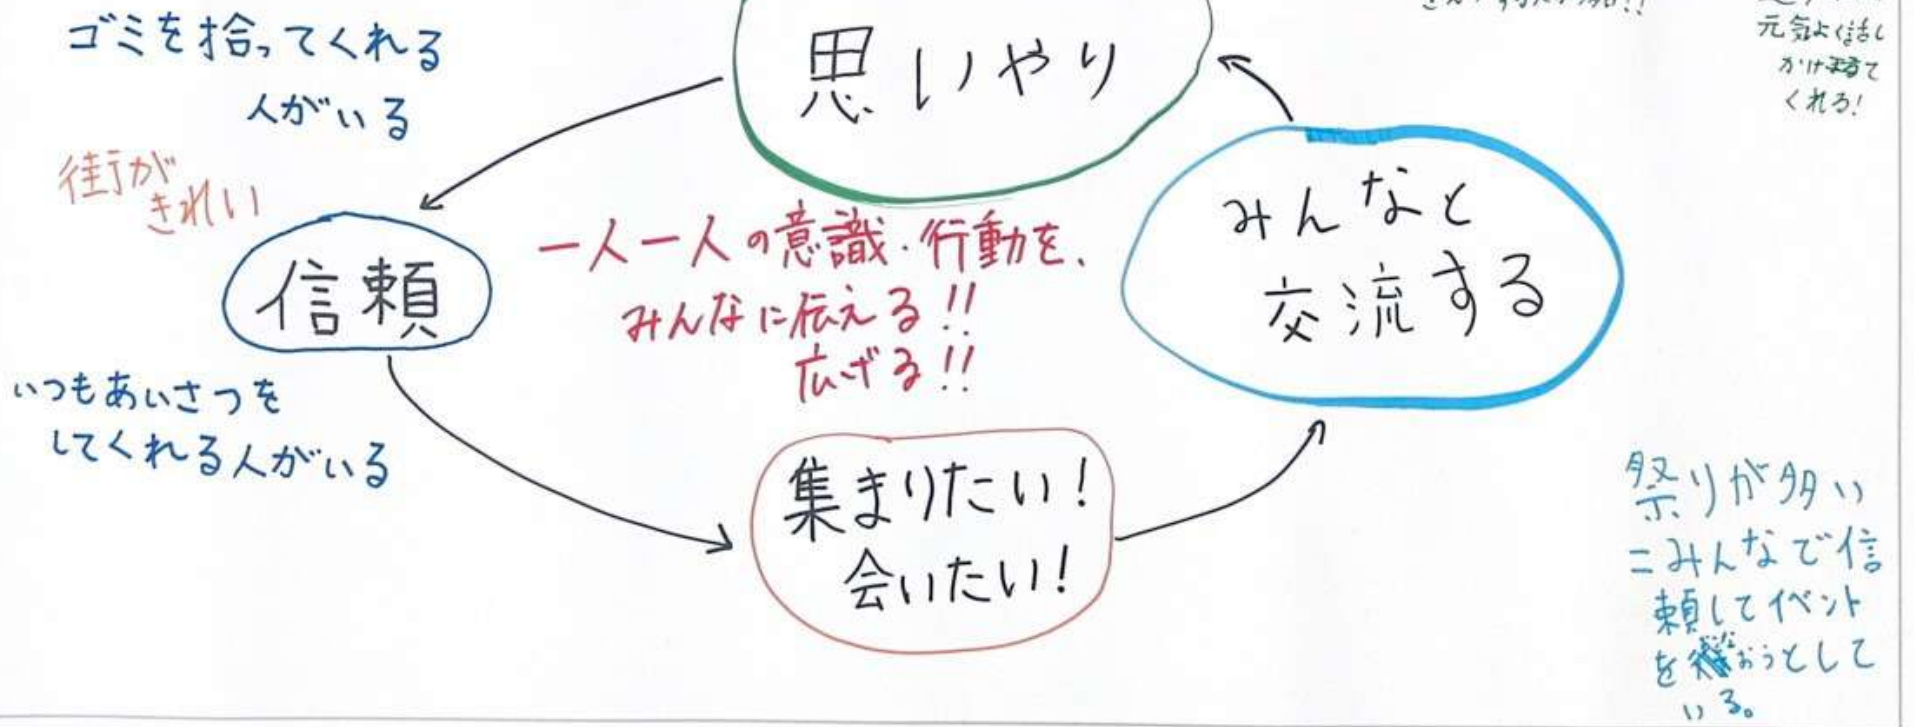 ゴミを拾ってくれる
人がいる
街が
きれい
思いやり
元気よく話し
かけて
くれる!
信頼
一人一人の意識・行動を、
みんなに伝える!!
広げる!!
みんなと
交流する
いつもあいさつを
してくれる人がいる
集まりたい!
会いたい!
祭りが多い
=みんなで信
頼してイベント
をおうとして
いる。